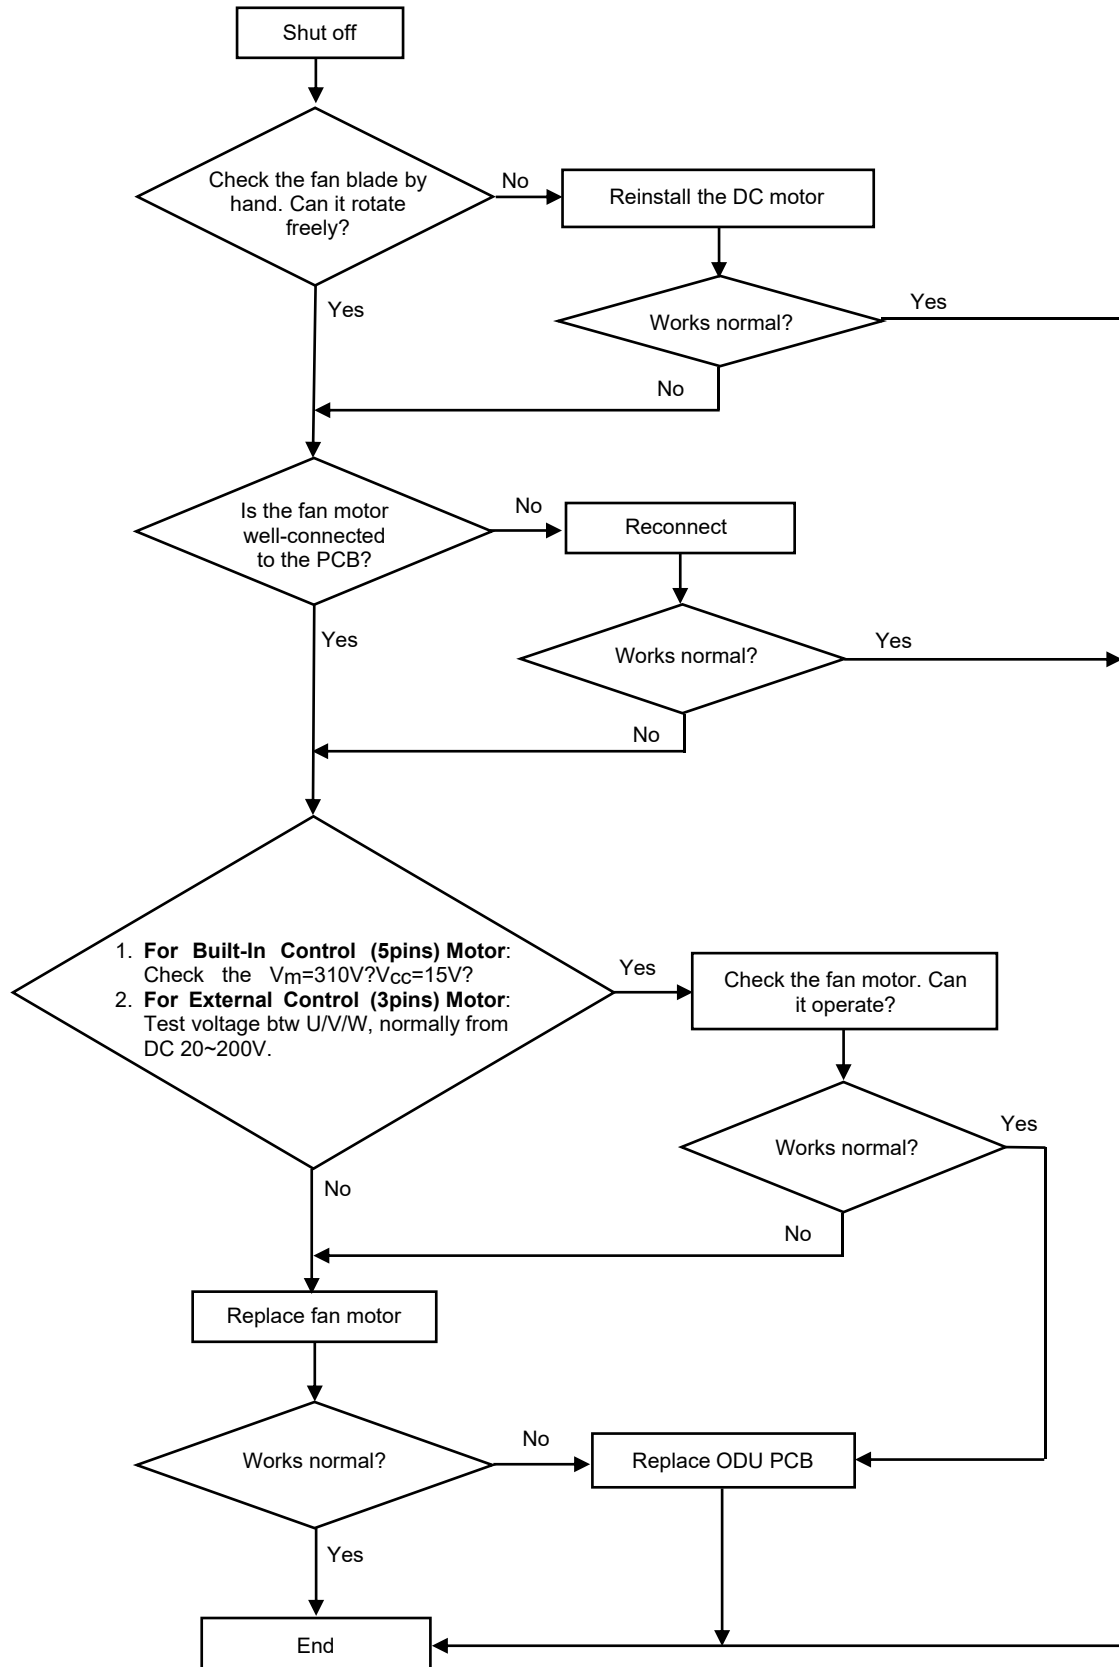 Shut off
Check the fan blade by
hand. Can it rotate
freely?
No
Reinstall the DC motor
Yes
Works normal?
Yes
No
Is the fan motor
well-connected
to the PCB?
No
Reconnect
Yes
Works normal?
Yes
No
1. For Built-In Control (5pins) Motor:
Check the Vm=310V?Vcc=15V?
2. For External Control (3pins) Motor:
Test voltage btw U/V/W, normally from
DC 20~200V.
Yes
Check the fan motor. Can
it operate?
Works normal?
Yes
No
No
Replace fan motor
Works normal?
No
Replace ODU PCB
Yes
End